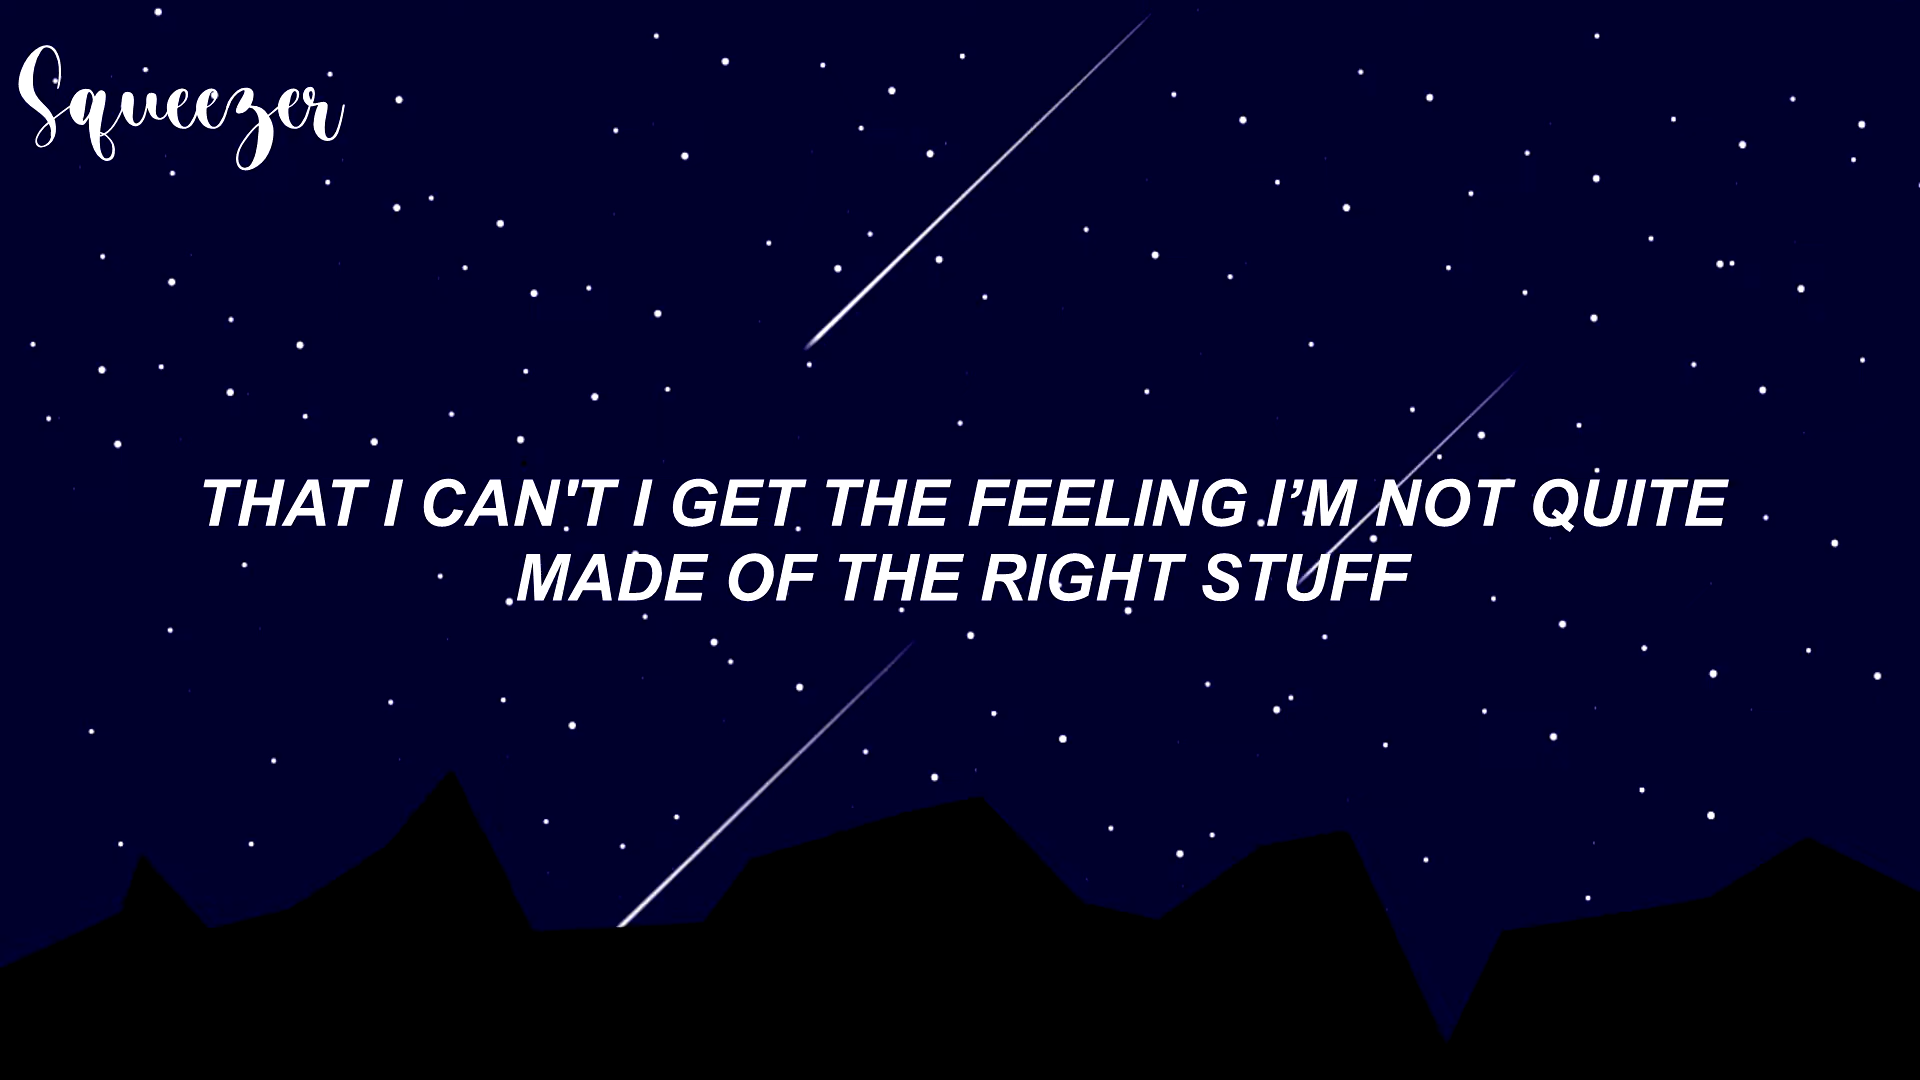 Squeezer
THAT I CAN'T I GET THE FEELING I’M NOT QUITE
MADE OF THE RIGHT STUFF